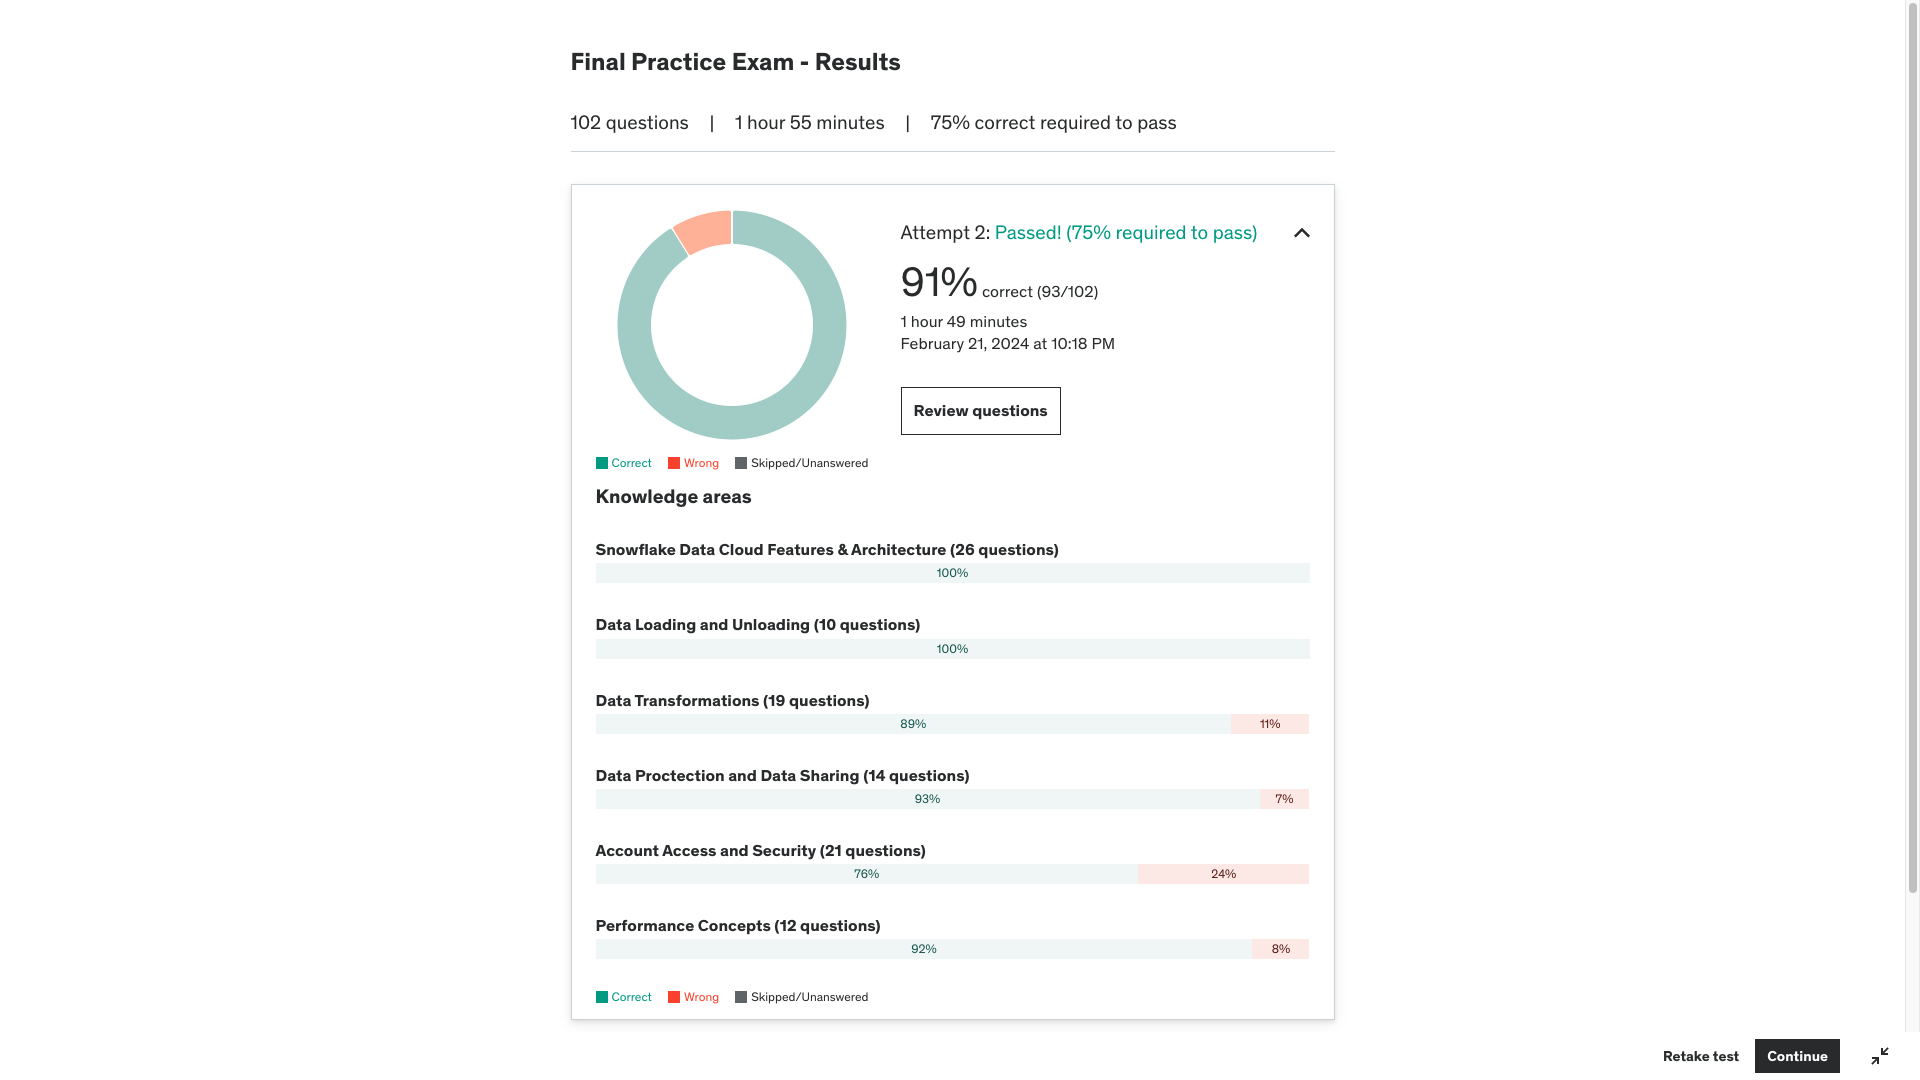 Final Practice Exam - Results
102 questions | 1 hour 55 minutes | 75% correct required to pass
Attempt 2: Passed! (75% required to pass)
91% correct (93/102)
1 hour 49 minutes
February 21, 2024 at 10:18 PM
Review questions
Correct Wrong Skipped/Unanswered
Knowledge areas
Snowflake Data Cloud Features & Architecture (26 questions)
100%
Data Loading and Unloading (10 questions)
100%
Data Transformations (19 questions)
89% 11%
Data Proctection and Data Sharing (14 questions)
93% 7%
Account Access and Security (21 questions)
76% 24%
Performance Concepts (12 questions)
92% 8%
Correct Wrong Skipped/Unanswered
Retake test Continue